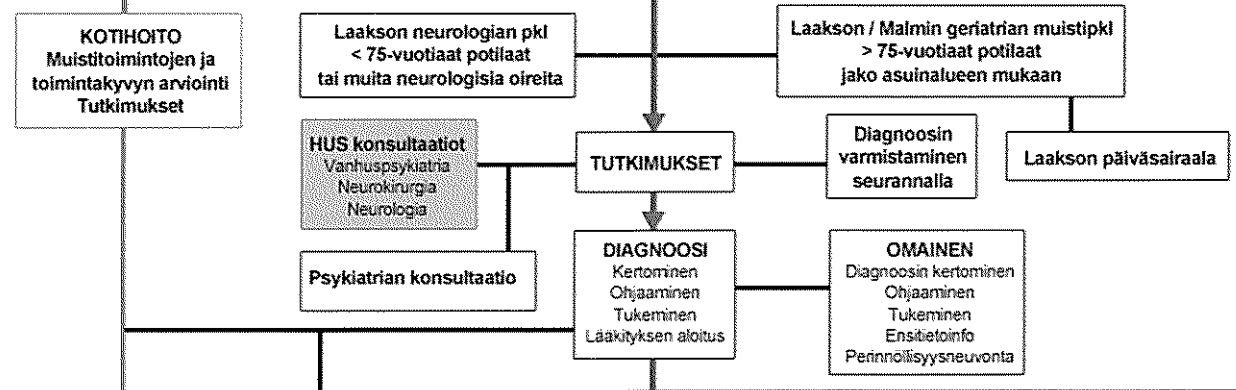 KOTIHOITO
Muistitoimintojen ja
toimintakyvyn arviointi
Tutkimukset
Laakson neurologian pkl
< 75-vuotiaat potilaat
tai muita neurologisia oireita
Laakson / Malmin geriatrian muistipkl
> 75-vuotiaat potilaat
jako asuinalueen mukaan
HUS konsultaatiot
Vanhuspsykiatria
Neurokirurgia
Neurologia
TUTKIMUKSET
Diagnoosin
varmistaminen
seurannalla
Laakson päiväsairaala
Psykiatrian konsultaatio
DIAGNOOSI
Kertominen
Ohjaaminen
Tukeminen
Lääkityksen aloitus
OMAINEN
Diagnoosin kertominen
Ohjaaminen
Tukeminen
Ensitietoinfo
Perinnöllisyysneuvonta